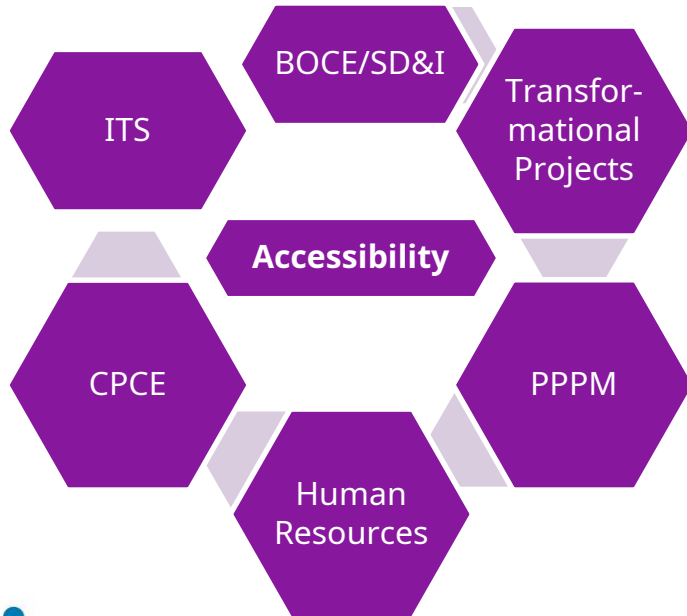 BOCE/SD&I
Transfor-
mational
Projects
ITS
Accessibility
CPCE
PPPM
Human
Resources